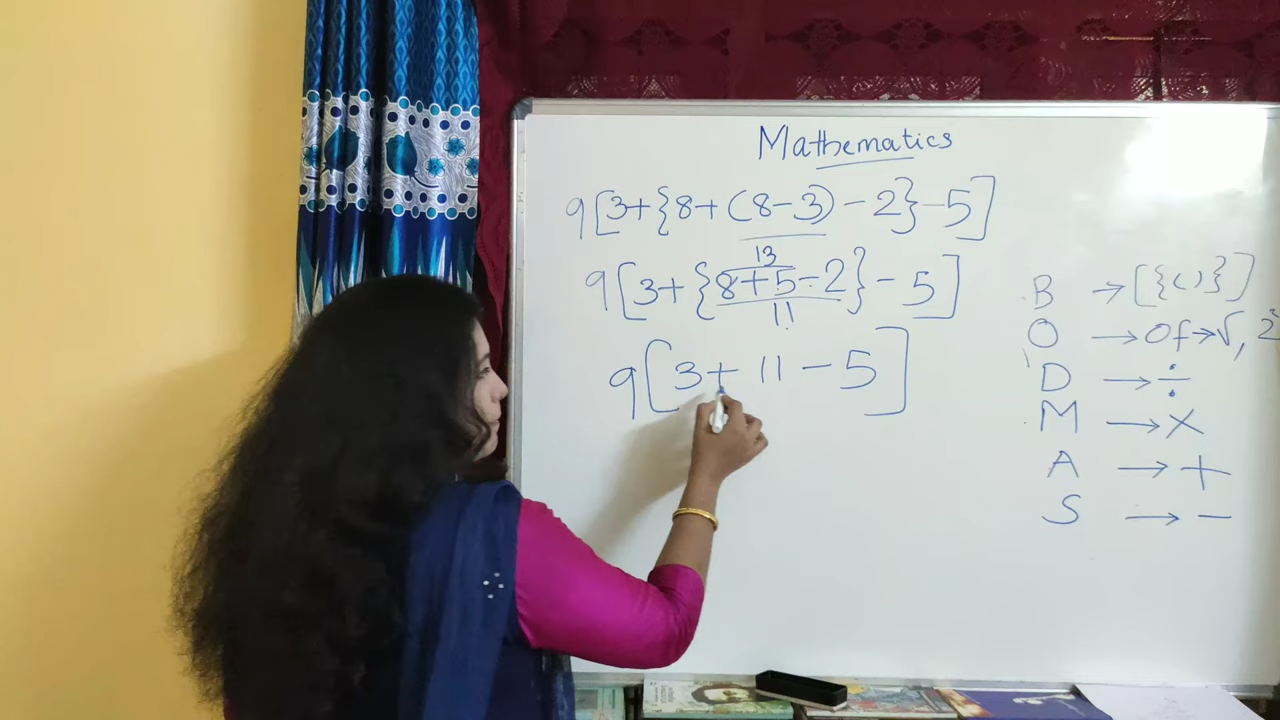 Mathematics
9[3+{8+(8-3)-2}-5]
13
9[3+{8+5-2}-5]
11
9[3+11-5]
B → [{()}]
O → Of → √, 2²
D → ÷
M → ×
A → +
S → -